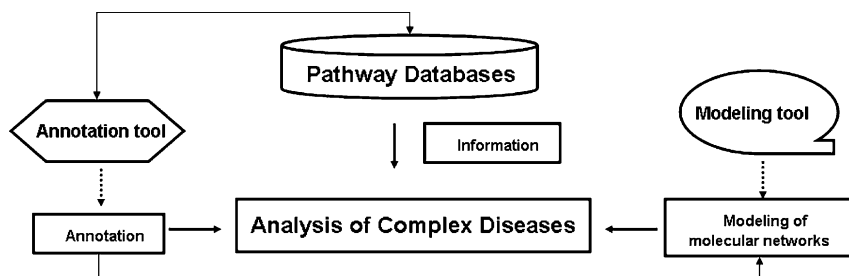 Pathway Databases
Annotation tool
Modeling tool
Information
Analysis of Complex Diseases
Annotation
Modeling of
molecular networks